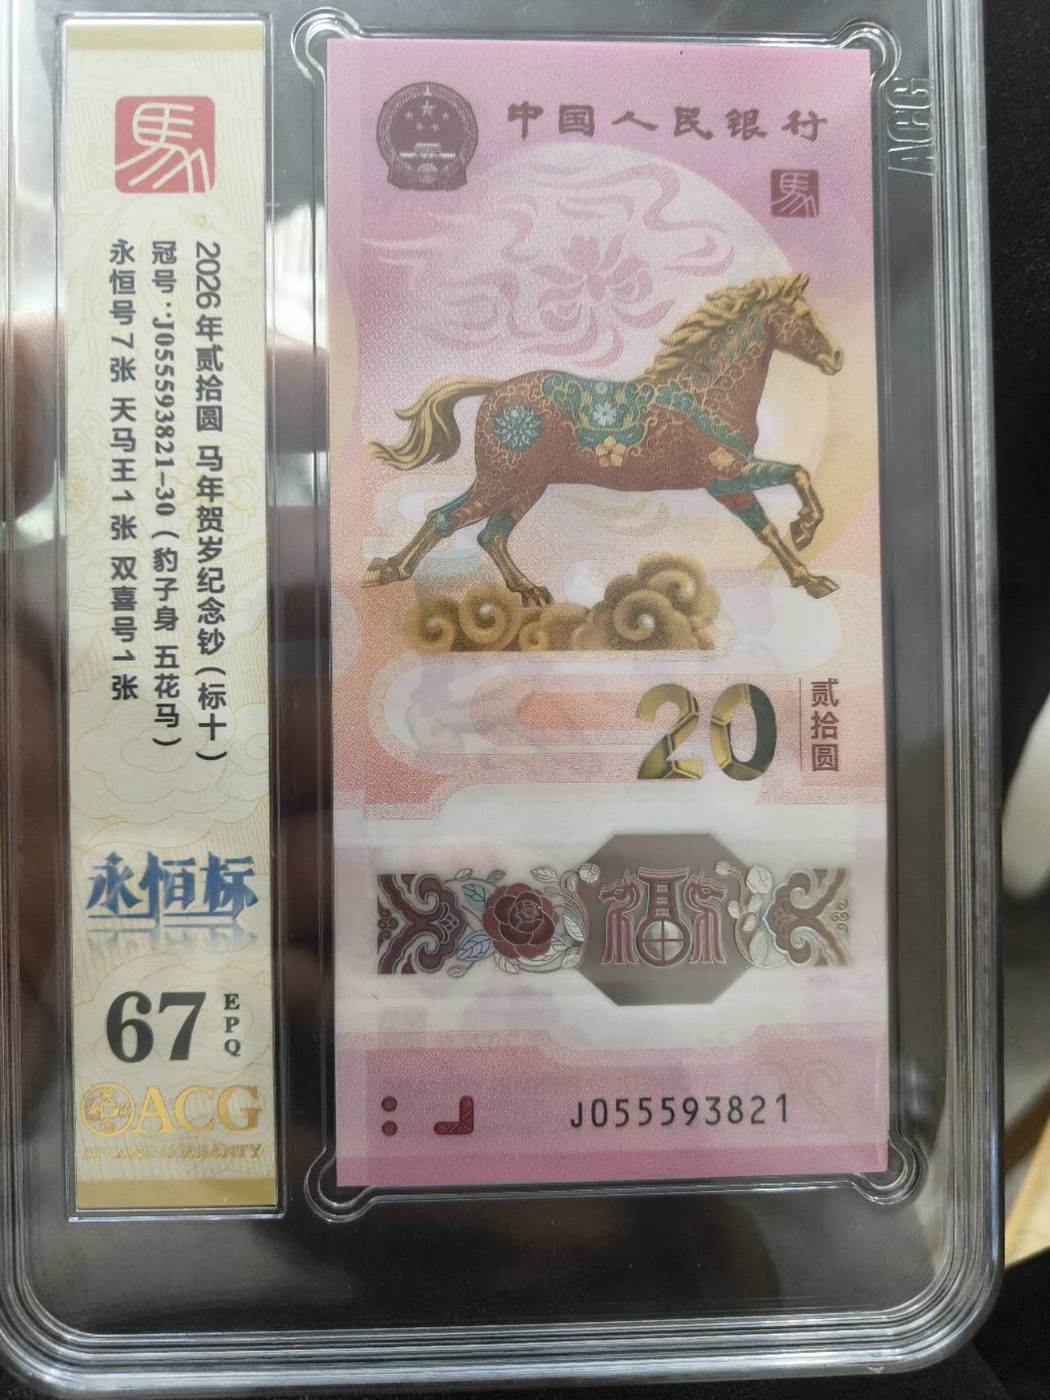 馬
2026年贰拾圆 马年贺岁纪念钞(标十)
冠号:J055593821-30(豹子身 五花马)
永恒号7张 天马王1张 双喜号1张
永恒标
67
EPQ
ACG
中国人民银行
馬
20
贰拾圆
J055593821
ACG